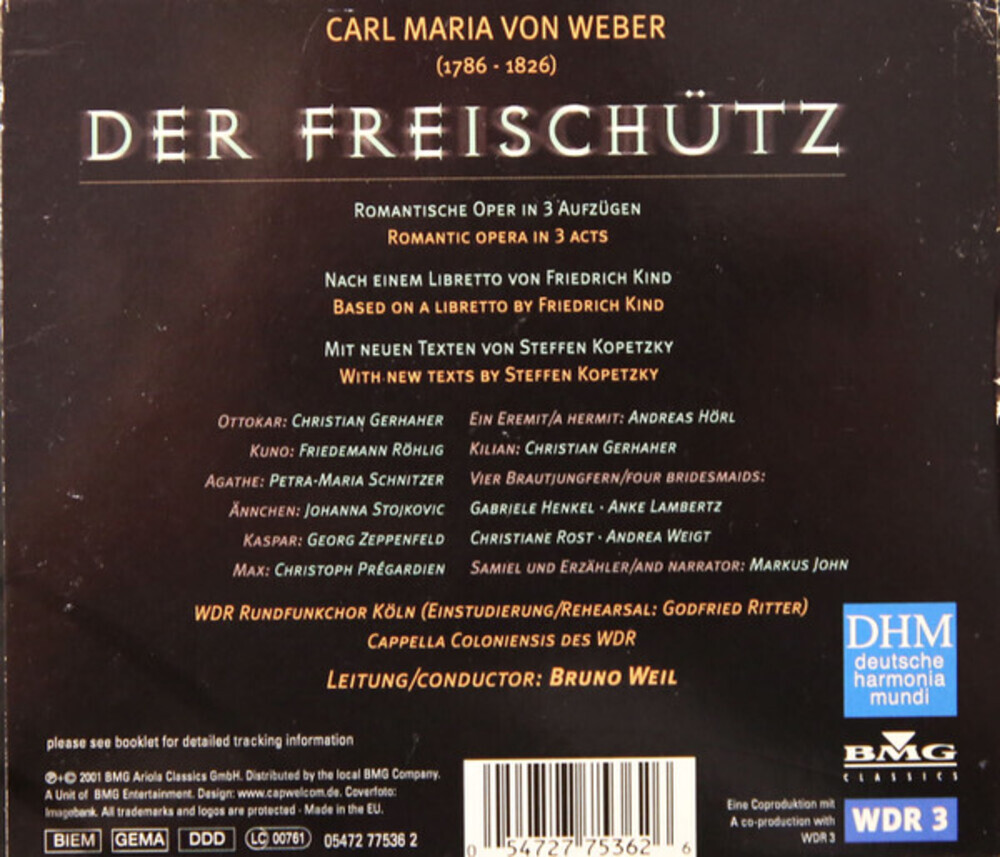 CARL MARIA VON WEBER
(1786 - 1826)
DER FREISCHÜTZ
ROMANTISCHE OPER IN 3 AUFZÜGEN
ROMANTIC OPERA IN 3 ACTS
NACH EINEM LIBRETTO VON FRIEDRICH KIND
BASED ON A LIBRETTO BY FRIEDRICH KIND
MIT NEUEN TEXTEN VON STEFFEN KOPETZKY
WITH NEW TEXTS BY STEFFEN KOPETZKY
OTTOKAR: CHRISTIAN GERHAHER
KUNO: FRIEDEMANN RÖHLIG
AGATHE: PETRA-MARIA SCHNITZER
ÄNNCHEN: JOHANNA STOJKOVIC
KASPAR: GEORG ZEPPENFELD
MAX: CHRISTOPH PRÉGARDIEN
EIN EREMIT/A HERMIT: ANDREAS HÖRL
KILIAN: CHRISTIAN GERHAHER
VIER BRAUTJUNGFERN/FOUR BRIDESMAIDS:
GABRIELE HENKEL · ANKE LAMBERTZ
CHRISTIANE ROST · ANDREA WEIGT
SAMIEL UND ERZÄHLER/AND NARRATOR: MARKUS JOHN
WDR RUNDFUNKCHOR KÖLN (EINSTUDIERUNG/REHEARSAL: GODFRIED RITTER)
CAPPELLA COLONIENSIS DES WDR
LEITUNG/CONDUCTOR: BRUNO WEIL
DHM
deutsche
harmonia
mundi
BMG
CLASSICS
please see booklet for detailed tracking information
℗+© 2001 BMG Ariola Classics GmbH. Distributed by the local BMG Company.
A Unit of BMG Entertainment. Design: www.capwelcom.de. Coverfoto:
Imagebank. All trademarks and logos are protected · Made in the EU.
BIEM GEMA DDD LC 00761 05472 77536 2
0 54727 75362 6
Eine Coproduktion mit
A co-production with
WDR 3
WDR 3